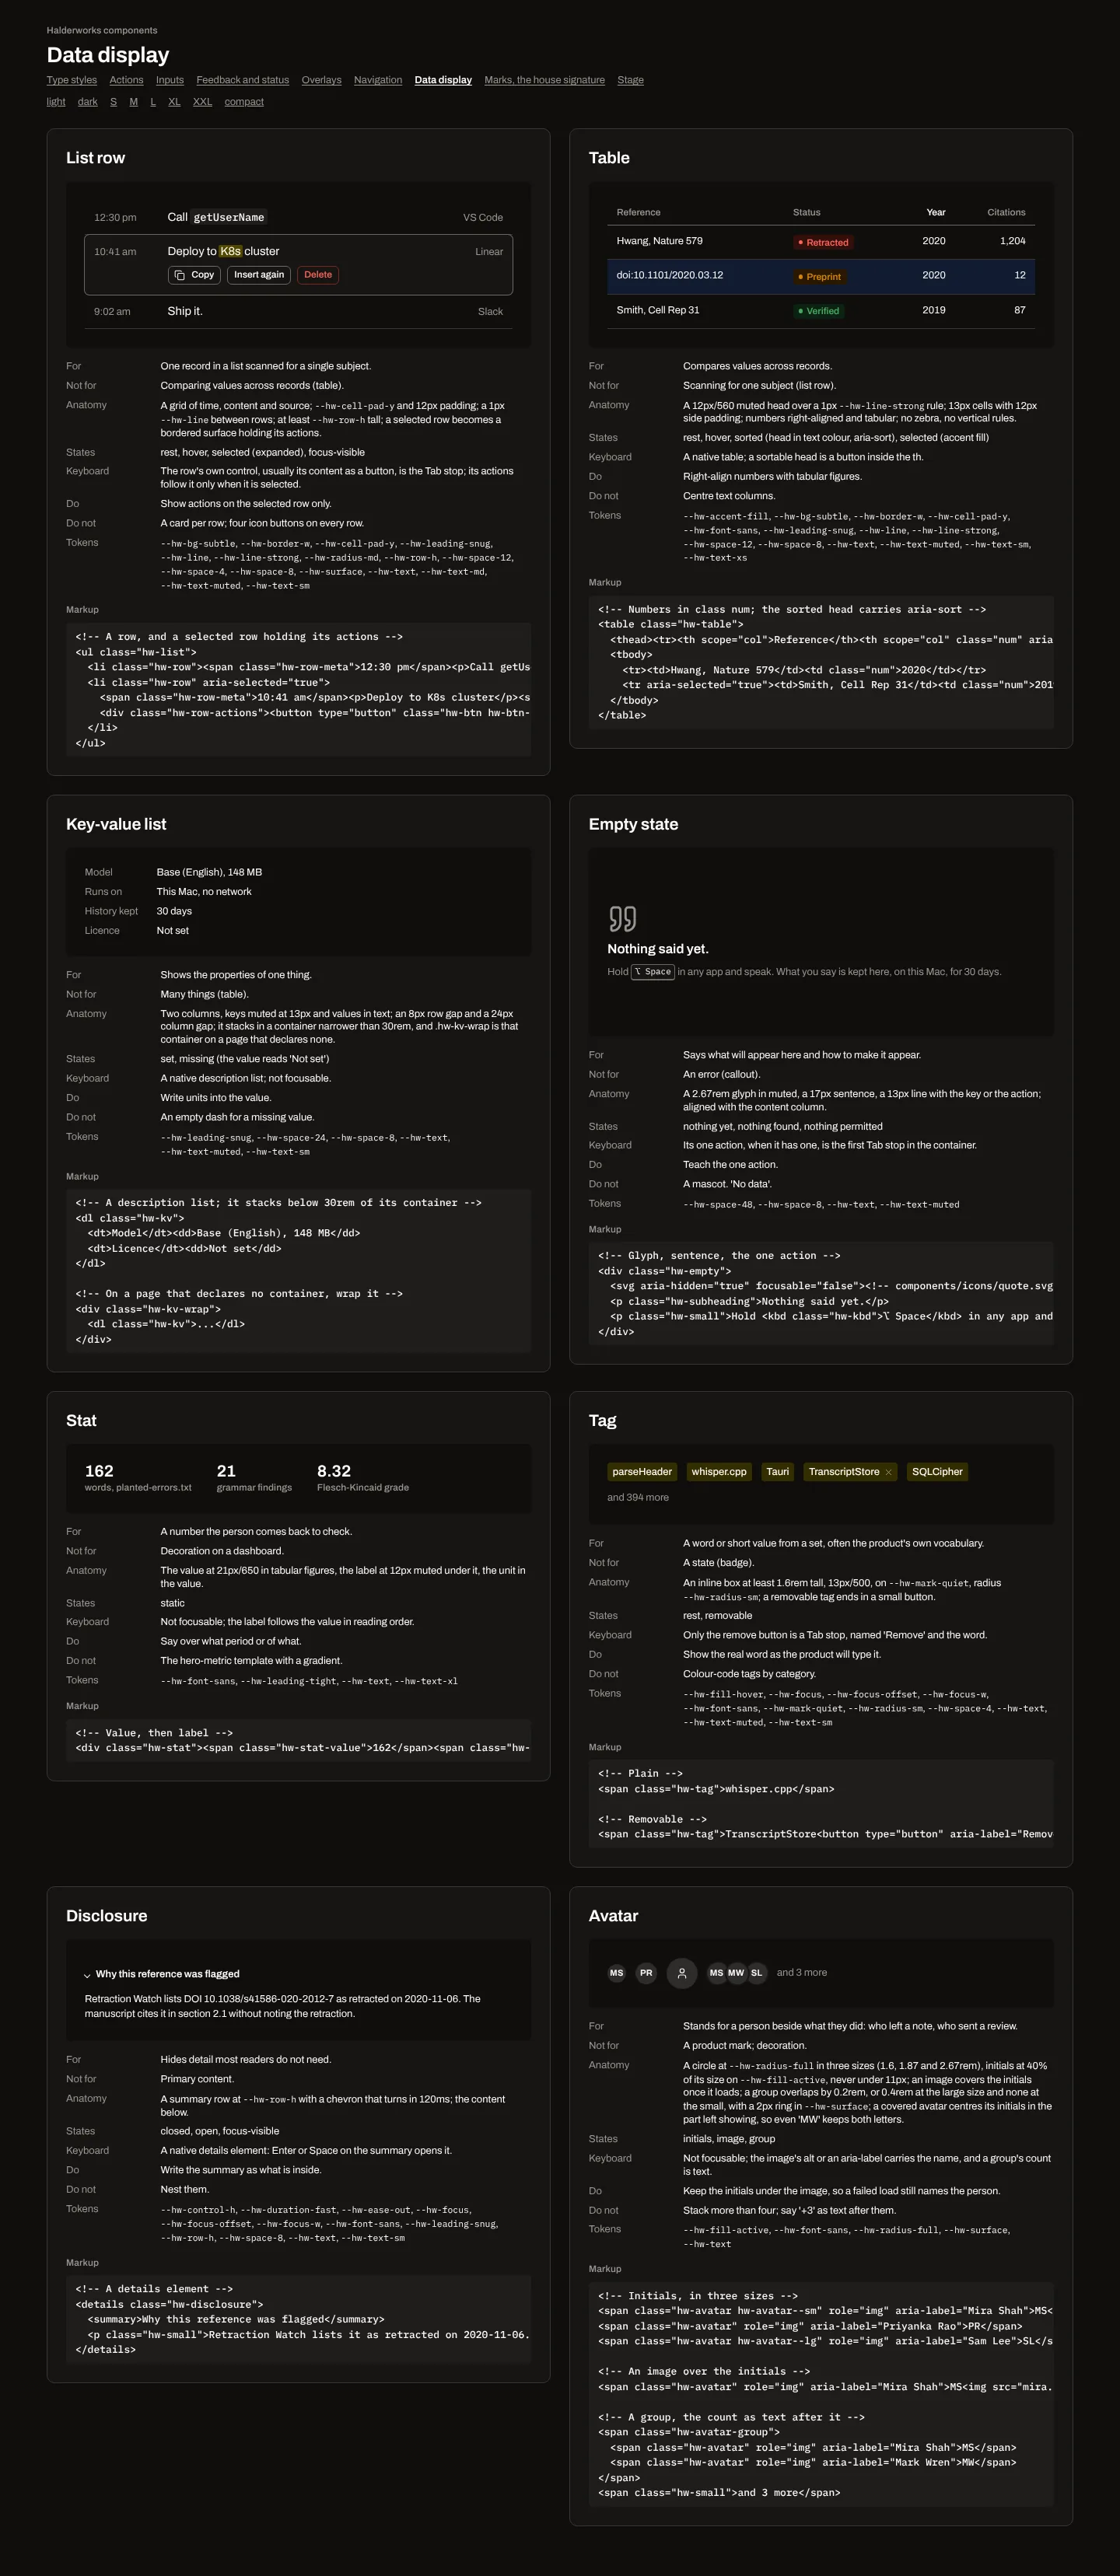 Halderworks components
Data display
Type styles Actions Inputs Feedback and status Overlays Navigation Data display Marks, the house signature Stage
light dark S M L XL XXL compact
List row
12:30 pm Call getUserName VS Code
10:41 am Deploy to K8s cluster Linear
Copy Insert again Delete
9:02 am Ship it. Slack
For One record in a list scanned for a single subject.
Not for Comparing values across records (table).
Anatomy A grid of time, content and source; --hw-cell-pad-y and 12px padding; a 1px
--hw-line between rows; at least --hw-row-h tall; a selected row becomes a
bordered surface holding its actions.
States rest, hover, selected (expanded), focus-visible
Keyboard The row's own control, usually its content as a button, is the Tab stop; its actions
follow it only when it is selected.
Do Show actions on the selected row only.
Do not A card per row; four icon buttons on every row.
Tokens --hw-bg-subtle, --hw-border-w, --hw-cell-pad-y, --hw-leading-snug,
--hw-line, --hw-line-strong, --hw-radius-md, --hw-row-h, --hw-space-12,
--hw-space-4, --hw-space-8, --hw-surface, --hw-text, --hw-text-md,
--hw-text-muted, --hw-text-sm
Markup
<!-- A row, and a selected row holding its actions -->
<ul class="hw-list">
<li class="hw-row"><span class="hw-row-meta">12:30 pm</span><p>Call getUs
<li class="hw-row" aria-selected="true">
<span class="hw-row-meta">10:41 am</span><p>Deploy to K8s cluster</p><s
<div class="hw-row-actions"><button type="button" class="hw-btn hw-btn-
</li>
</ul>
Table
Reference Status Year Citations
Hwang, Nature 579 Retracted 2020 1,204
doi:10.1101/2020.03.12 Preprint 2020 12
Smith, Cell Rep 31 Verified 2019 87
For Compares values across records.
Not for Scanning for one subject (list row).
Anatomy A 12px/560 muted head over a 1px --hw-line-strong rule; 13px cells with 12px
side padding; numbers right-aligned and tabular; no zebra, no vertical rules.
States rest, hover, sorted (head in text colour, aria-sort), selected (accent fill)
Keyboard A native table; a sortable head is a button inside the th.
Do Right-align numbers with tabular figures.
Do not Centre text columns.
Tokens --hw-accent-fill, --hw-bg-subtle, --hw-border-w, --hw-cell-pad-y,
--hw-font-sans, --hw-leading-snug, --hw-line, --hw-line-strong,
--hw-space-12, --hw-space-8, --hw-text, --hw-text-muted, --hw-text-sm,
--hw-text-xs
Markup
<!-- Numbers in class num; the sorted head carries aria-sort -->
<table class="hw-table">
<thead><tr><th scope="col">Reference</th><th scope="col" class="num" aria
<tbody>
<tr><td>Hwang, Nature 579</td><td class="num">2020</td></tr>
<tr aria-selected="true"><td>Smith, Cell Rep 31</td><td class="num">201
</tbody>
</table>
Key-value list
Model Base (English), 148 MB
Runs on This Mac, no network
History kept 30 days
Licence Not set
For Shows the properties of one thing.
Not for Many things (table).
Anatomy Two columns, keys muted at 13px and values in text; an 8px row gap and a 24px
column gap; it stacks in a container narrower than 30rem, and .hw-kv-wrap is that
container on a page that declares none.
States set, missing (the value reads 'Not set')
Keyboard A native description list; not focusable.
Do Write units into the value.
Do not An empty dash for a missing value.
Tokens --hw-leading-snug, --hw-space-24, --hw-space-8, --hw-text,
--hw-text-muted, --hw-text-sm
Markup
<!-- A description list; it stacks below 30rem of its container -->
<dl class="hw-kv">
<dt>Model</dt><dd>Base (English), 148 MB</dd>
<dt>Licence</dt><dd>Not set</dd>
</dl>
<!-- On a page that declares no container, wrap it -->
<div class="hw-kv-wrap">
<dl class="hw-kv">...</dl>
</div>
Empty state
Nothing said yet.
Hold ⌥ Space in any app and speak. What you say is kept here, on this Mac, for 30 days.
For Says what will appear here and how to make it appear.
Not for An error (callout).
Anatomy A 2.67rem glyph in muted, a 17px sentence, a 13px line with the key or the action;
aligned with the content column.
States nothing yet, nothing found, nothing permitted
Keyboard Its one action, when it has one, is the first Tab stop in the container.
Do Teach the one action.
Do not A mascot. 'No data'.
Tokens --hw-space-48, --hw-space-8, --hw-text, --hw-text-muted
Markup
<!-- Glyph, sentence, the one action -->
<div class="hw-empty">
<svg aria-hidden="true" focusable="false"><!-- components/icons/quote.svg
<p class="hw-subheading">Nothing said yet.</p>
<p class="hw-small">Hold <kbd class="hw-kbd">⌥ Space</kbd> in any app and
</div>
Stat
162 21 8.32
words, planted-errors.txt grammar findings Flesch-Kincaid grade
For A number the person comes back to check.
Not for Decoration on a dashboard.
Anatomy The value at 21px/650 in tabular figures, the label at 12px muted under it, the unit in
the value.
States static
Keyboard Not focusable; the label follows the value in reading order.
Do Say over what period or of what.
Do not The hero-metric template with a gradient.
Tokens --hw-font-sans, --hw-leading-tight, --hw-text, --hw-text-xl
Markup
<!-- Value, then label -->
<div class="hw-stat"><span class="hw-stat-value">162</span><span class="hw-
Tag
parseHeader whisper.cpp Tauri TranscriptStore × SQLCipher
and 394 more
For A word or short value from a set, often the product's own vocabulary.
Not for A state (badge).
Anatomy An inline box at least 1.6rem tall, 13px/500, on --hw-mark-quiet, radius
--hw-radius-sm; a removable tag ends in a small button.
States rest, removable
Keyboard Only the remove button is a Tab stop, named 'Remove' and the word.
Do Show the real word as the product will type it.
Do not Colour-code tags by category.
Tokens --hw-fill-hover, --hw-focus, --hw-focus-offset, --hw-focus-w,
--hw-font-sans, --hw-mark-quiet, --hw-radius-sm, --hw-space-4, --hw-text,
--hw-text-muted, --hw-text-sm
Markup
<!-- Plain -->
<span class="hw-tag">whisper.cpp</span>
<!-- Removable -->
<span class="hw-tag">TranscriptStore<button type="button" aria-label="Remov
Disclosure
Why this reference was flagged
Retraction Watch lists DOI 10.1038/s41586-020-2012-7 as retracted on 2020-11-06. The
manuscript cites it in section 2.1 without noting the retraction.
For Hides detail most readers do not need.
Not for Primary content.
Anatomy A summary row at --hw-row-h with a chevron that turns in 120ms; the content
below.
States closed, open, focus-visible
Keyboard A native details element: Enter or Space on the summary opens it.
Do Write the summary as what is inside.
Do not Nest them.
Tokens --hw-control-h, --hw-duration-fast, --hw-ease-out, --hw-focus,
--hw-focus-offset, --hw-focus-w, --hw-font-sans, --hw-leading-snug,
--hw-row-h, --hw-space-8, --hw-text, --hw-text-sm
Markup
<!-- A details element -->
<details class="hw-disclosure">
<summary>Why this reference was flagged</summary>
<p class="hw-small">Retraction Watch lists it as retracted on 2020-11-06.
</details>
Avatar
MS PR MS MW SL and 3 more
For Stands for a person beside what they did: who left a note, who sent a review.
Not for A product mark; decoration.
Anatomy A circle at --hw-radius-full in three sizes (1.6, 1.87 and 2.67rem), initials at 40%
of its size on --hw-fill-active, never under 11px; an image covers the initials
once it loads; a group overlaps by 0.2rem, or 0.4rem at the large size and none at
the small, with a 2px ring in --hw-surface; a covered avatar centres its initials in the
part left showing, so even 'MW' keeps both letters.
States initials, image, group
Keyboard Not focusable; the image's alt or an aria-label carries the name, and a group's count
is text.
Do Keep the initials under the image, so a failed load still names the person.
Do not Stack more than four; say '+3' as text after them.
Tokens --hw-fill-active, --hw-font-sans, --hw-radius-full, --hw-surface,
--hw-text
Markup
<!-- Initials, in three sizes -->
<span class="hw-avatar hw-avatar--sm" role="img" aria-label="Mira Shah">MS<
<span class="hw-avatar" role="img" aria-label="Priyanka Rao">PR</span>
<span class="hw-avatar hw-avatar--lg" role="img" aria-label="Sam Lee">SL</s
<!-- An image over the initials -->
<span class="hw-avatar" role="img" aria-label="Mira Shah">MS<img src="mira.
<!-- A group, the count as text after it -->
<span class="hw-avatar-group">
<span class="hw-avatar" role="img" aria-label="Mira Shah">MS</span>
<span class="hw-avatar" role="img" aria-label="Mark Wren">MW</span>
</span>
<span class="hw-small">and 3 more</span>